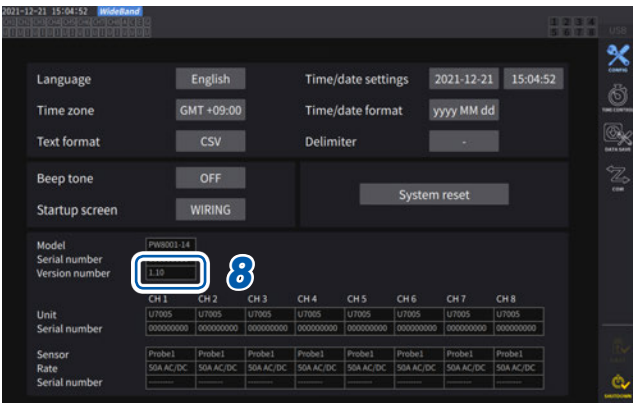 2021-12-21 15:04:52 WideBand
1 2 3 4
5 6 7 8
USB
CONFIG
Language English Time/date settings 2021-12-21 15:04:52
Time zone GMT +09:00 Time/date format yyyy MM dd
TIME CONTROL
Text format CSV Delimiter -
DATA SAVE
Beep tone OFF
COM
System reset
Startup screen WIRING
Model PW8001-14
Serial number
Version number 1.10
8
CH 1 CH 2 CH 3 CH 4 CH 5 CH 6 CH 7 CH 8
Unit U7005 U7005 U7005 U7005 U7005 U7005 U7005 U7005
Serial number 000000000 000000000 000000000 000000000 000000000 000000000 000000000 000000000
Sensor Probe1 Probe1 Probe1 Probe1 Probe1 Probe1 Probe1 Probe1
Rate 50A AC/DC 50A AC/DC 50A AC/DC 50A AC/DC 50A AC/DC 50A AC/DC 50A AC/DC 50A AC/DC
Serial number --------- --------- --------- --------- --------- --------- --------- ---------
SHUTDOWN